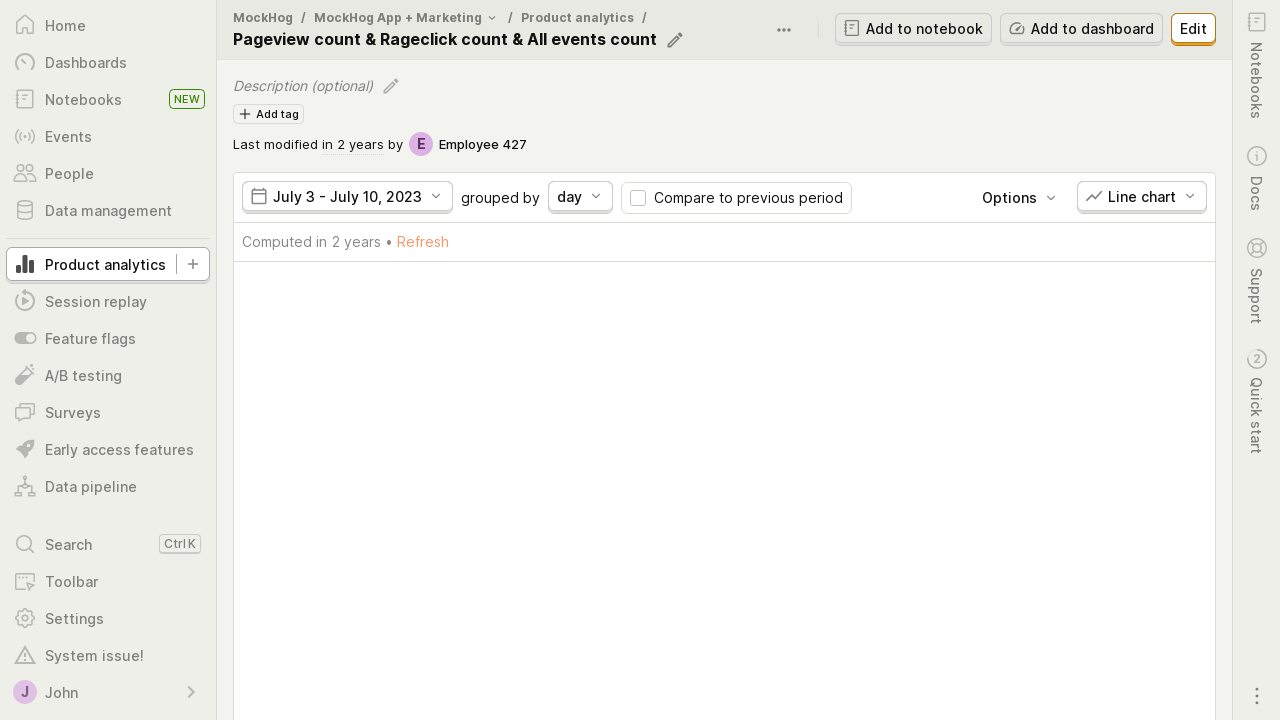 Home
Dashboards
Notebooks NEW
Events
People
Data management
Product analytics
Session replay
Feature flags
A/B testing
Surveys
Early access features
Data pipeline
Search Ctrl K
Toolbar
Settings
System issue!
J John
MockHog / MockHog App + Marketing / Product analytics /
Pageview count & Rageclick count & All events count
Add to notebook
Add to dashboard
Edit
Description (optional)
Add tag
Last modified in 2 years by E Employee 427
July 3 - July 10, 2023 grouped by day Compare to previous period Options Line chart
Computed in 2 years • Refresh
Notebooks
Docs
Support
2
Quick start